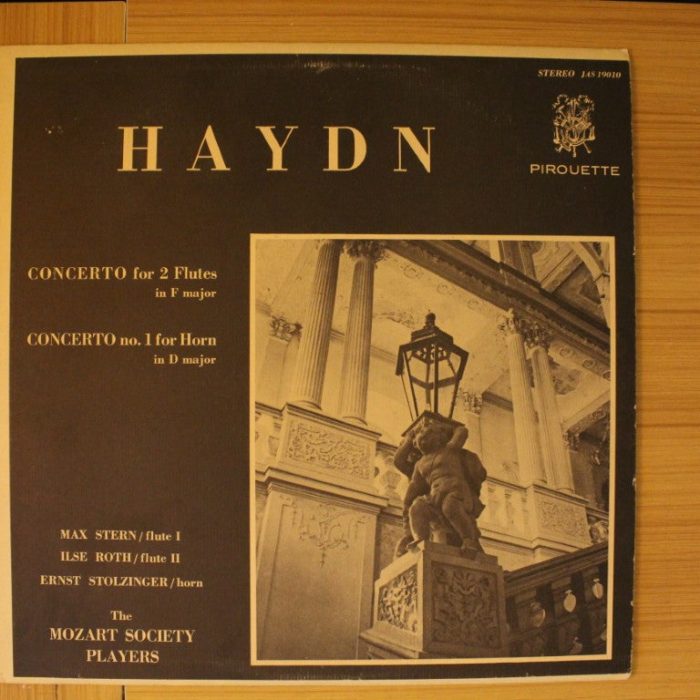 STEREO JAS 19010
HAYDN
PIROUETTE
CONCERTO for 2 Flutes
in F major
CONCERTO no. 1 for Horn
in D major
MAX STERN/flute I
ILSE ROTH/flute II
ERNST STOLZINGER/horn
The
MOZART SOCIETY
PLAYERS